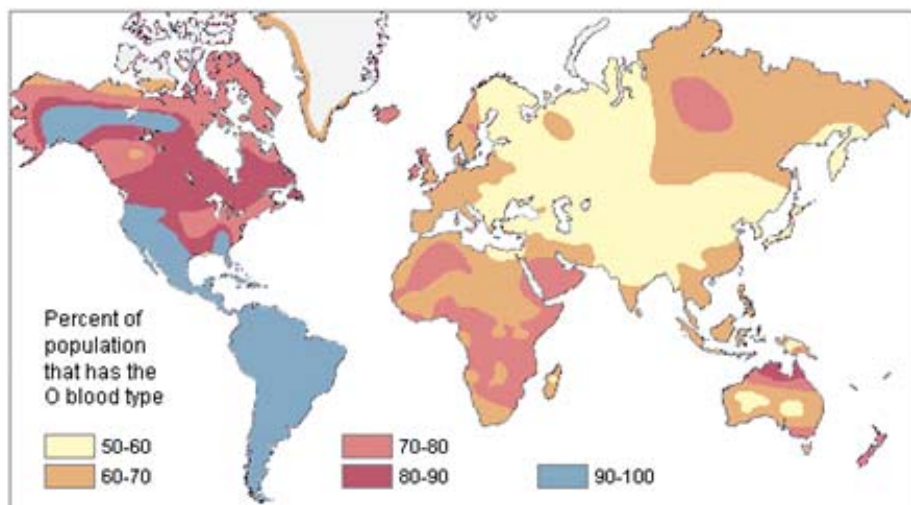 Percent of
population
that has the
O blood type
50-60
60-70
70-80
80-90
90-100